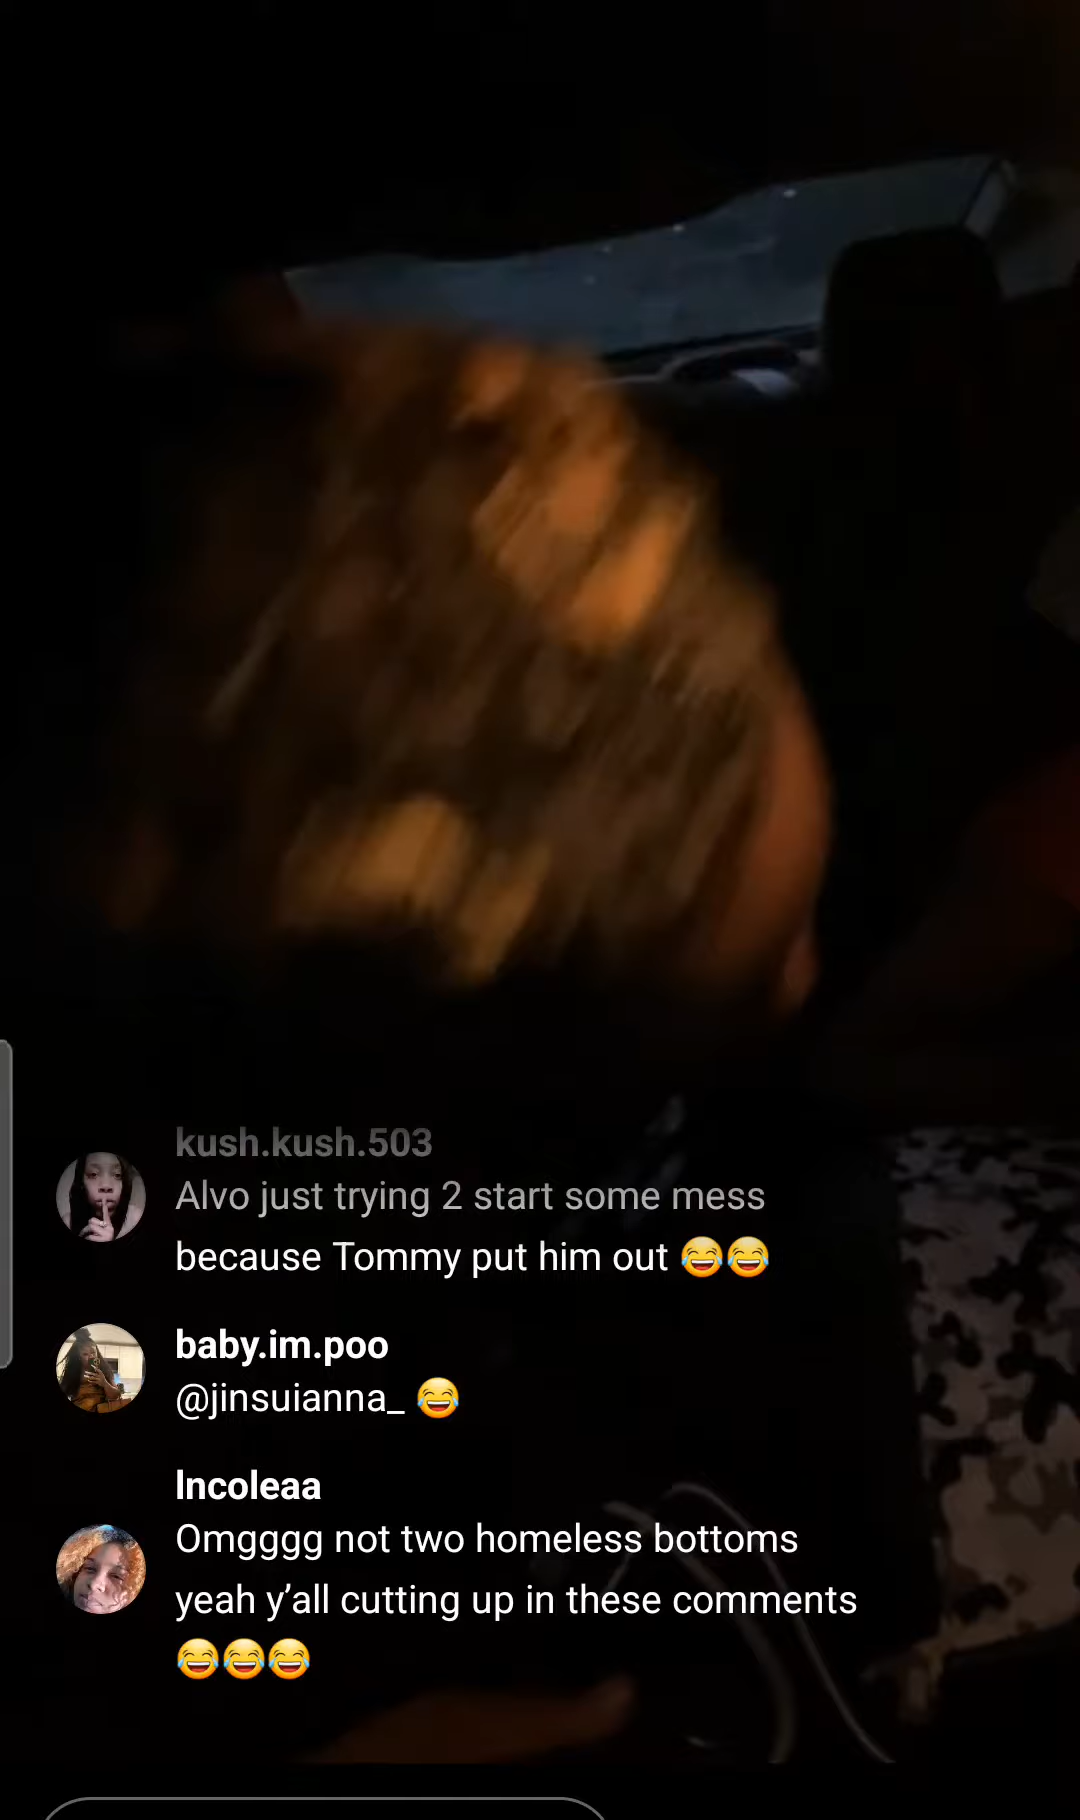 kush.kush.503
Alvo just trying 2 start some mess
because Tommy put him out 😂😂
baby.im.poo
@jinsuianna_ 😂
lncoleaa
Omgggg not two homeless bottoms
yeah y’all cutting up in these comments
😂😂😂